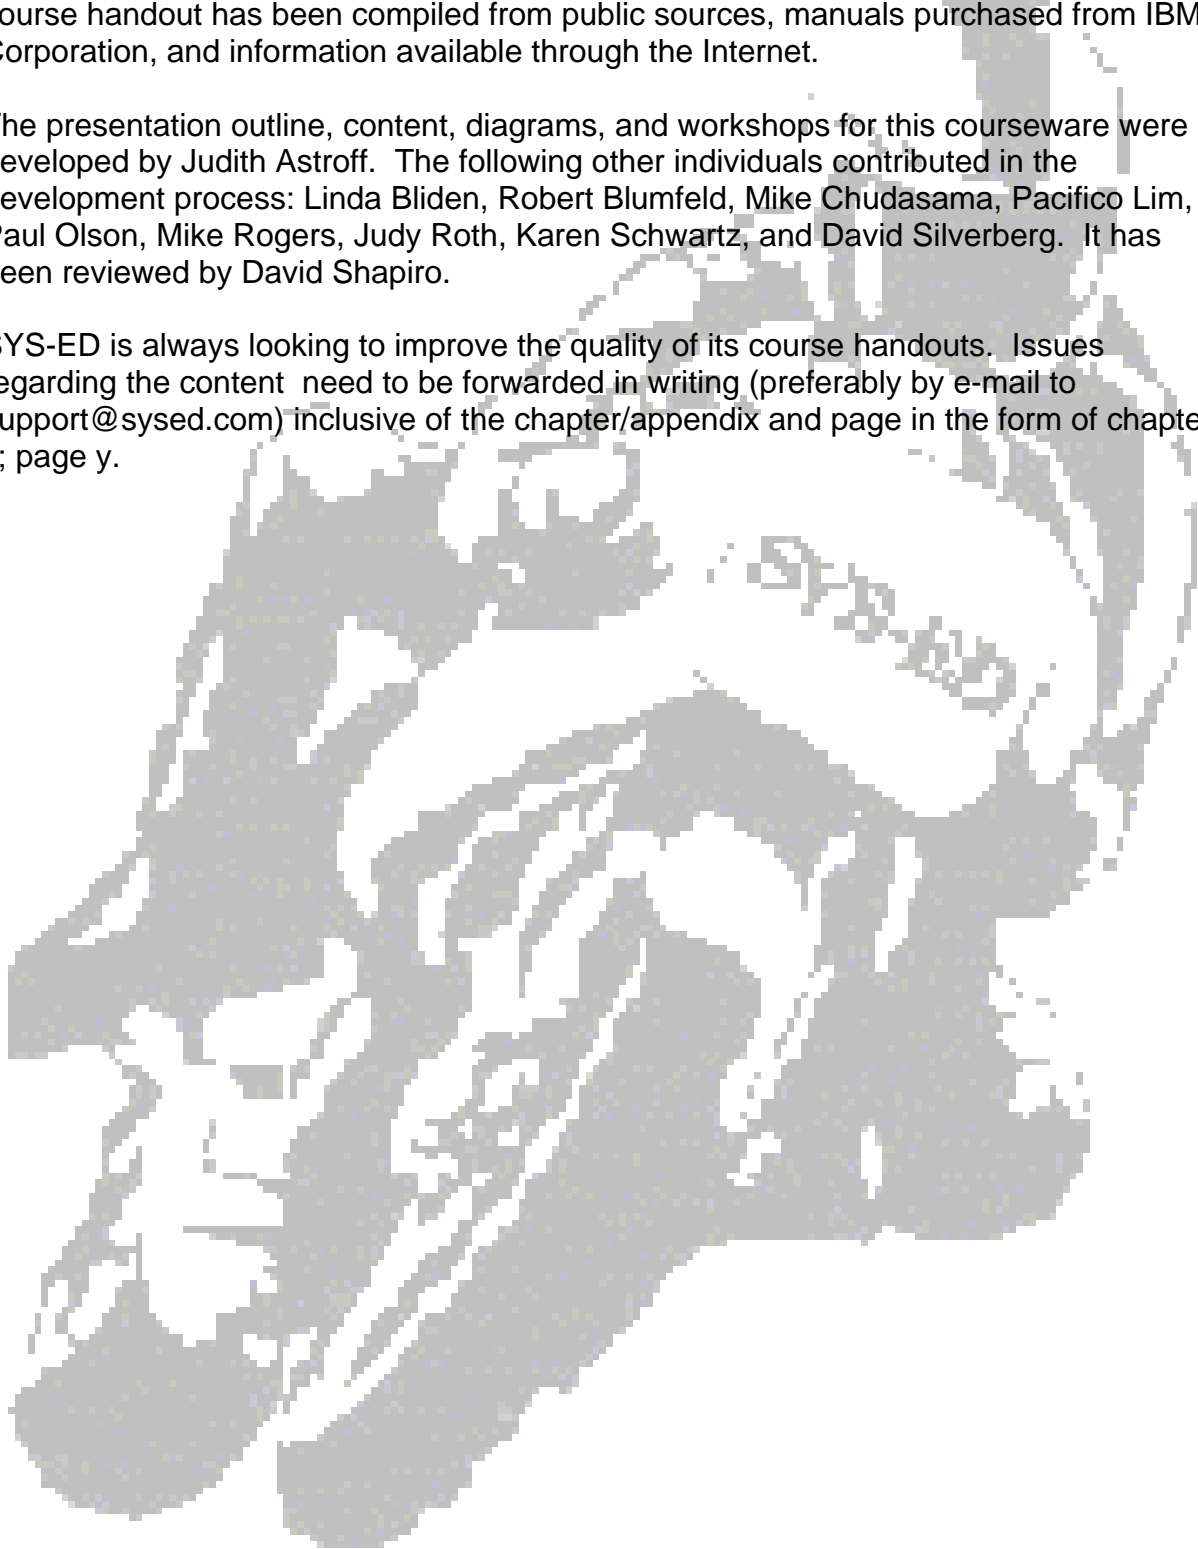 ourse handout has been compiled from public sources, manuals purchased from IBM
Corporation, and information available through the Internet.
he presentation outline, content, diagrams, and workshops for this courseware were
eveloped by Judith Astroff.  The following other individuals contributed in the
evelopment process: Linda Bliden, Robert Blumfeld, Mike Chudasama, Pacifico Lim,
Paul Olson, Mike Rogers, Judy Roth, Karen Schwartz, and David Silverberg.  It has
een reviewed by David Shapiro.
SYS-ED is always looking to improve the quality of its course handouts.  Issues
egarding the content  need to be forwarded in writing (preferably by e-mail to
upport@sysed.com) inclusive of the chapter/appendix and page in the form of chapte
; page y.
SYS-ED